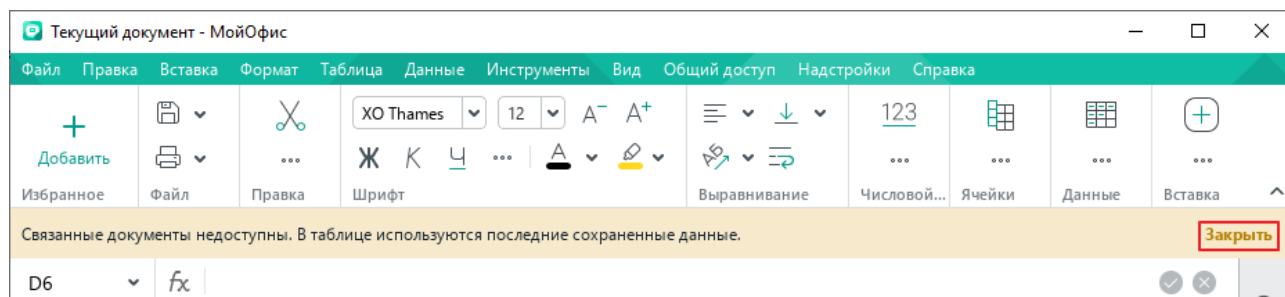 Текущий документ - МойОфис
Файл Правка Вставка Формат Таблица Данные Инструменты Вид Общий доступ Надстройки Справка
XO Thames 12 A⁻ A⁺ 123
Добавить Ж К Ч A
Избранное Файл Правка Шрифт Выравнивание Числовой... Ячейки Данные Вставка
Связанные документы недоступны. В таблице используются последние сохраненные данные. Закрыть
D6 fx